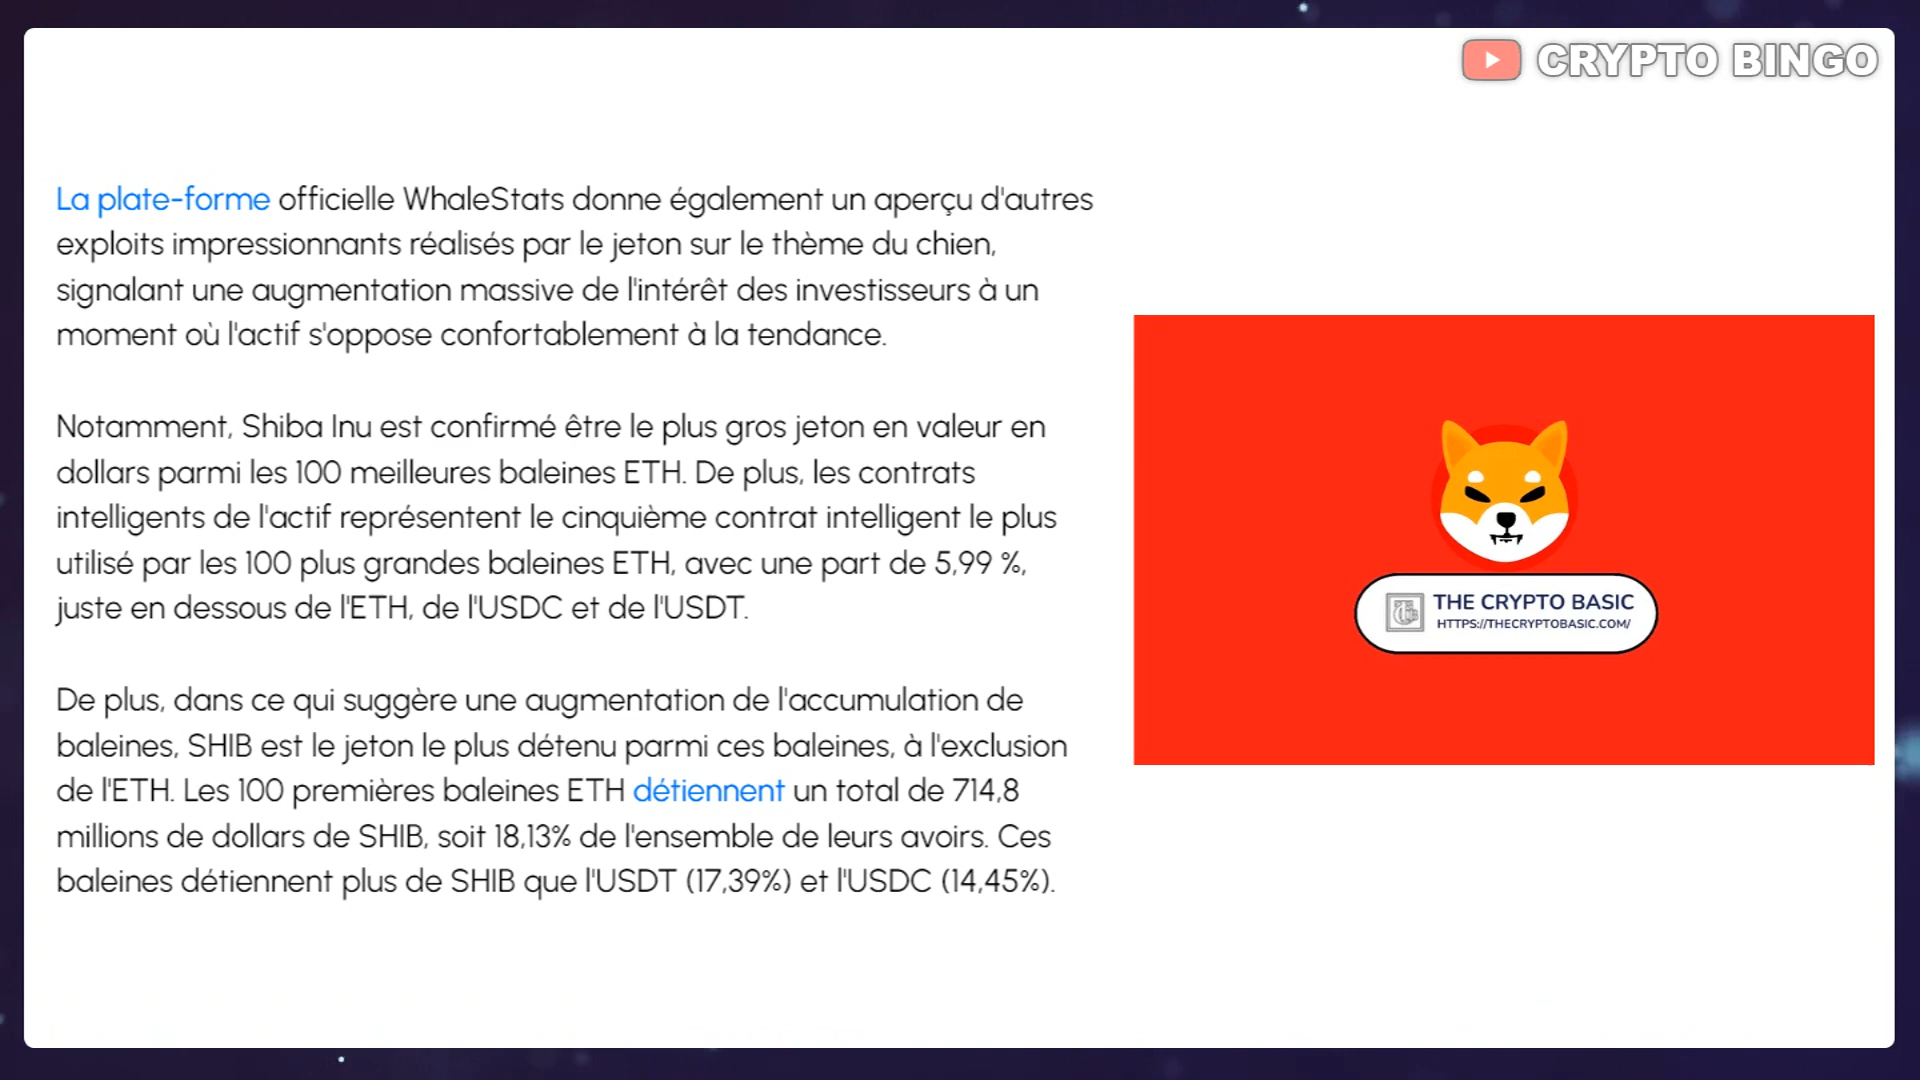 CRYPTO BINGO
La plate-forme officielle WhaleStats donne également un aperçu d'autres
exploits impressionnants réalisés par le jeton sur le thème du chien,
signalant une augmentation massive de l'intérêt des investisseurs à un
moment où l'actif s'oppose confortablement à la tendance.
Notamment, Shiba Inu est confirmé être le plus gros jeton en valeur en
dollars parmi les 100 meilleures baleines ETH. De plus, les contrats
intelligents de l'actif représentent le cinquième contrat intelligent le plus
utilisé par les 100 plus grandes baleines ETH, avec une part de 5,99 %,
juste en dessous de l'ETH, de l'USDC et de l'USDT.
De plus, dans ce qui suggère une augmentation de l'accumulation de
baleines, SHIB est le jeton le plus détenu parmi ces baleines, à l'exclusion
de l'ETH. Les 100 premières baleines ETH détiennent un total de 714,8
millions de dollars de SHIB, soit 18,13% de l'ensemble de leurs avoirs. Ces
baleines détiennent plus de SHIB que l'USDT (17,39%) et l'USDC (14,45%).
THE CRYPTO BASIC
HTTPS://THECRYPTOBASIC.COM/